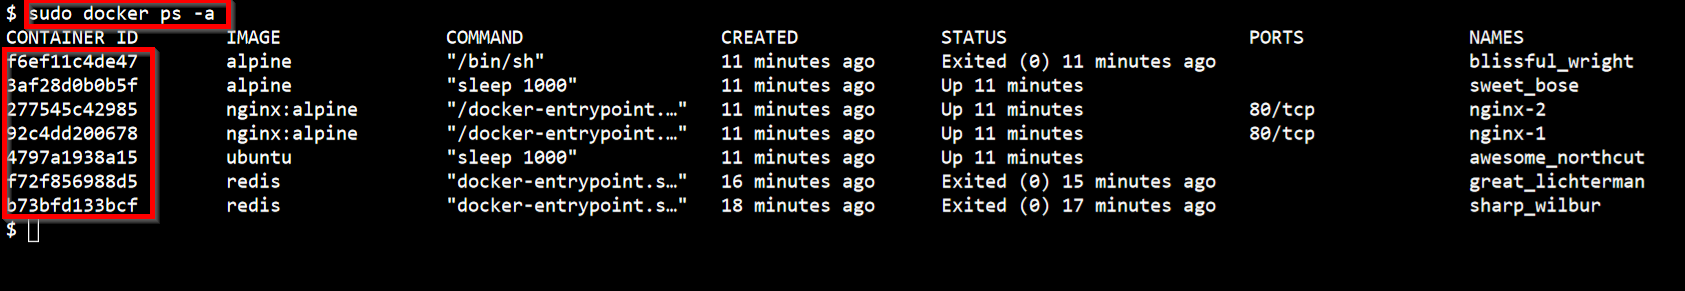 $ sudo docker ps -a
CONTAINER ID IMAGE COMMAND CREATED STATUS PORTS NAMES
f6ef11c4de47 alpine "/bin/sh" 11 minutes ago Exited (0) 11 minutes ago blissful_wright
3af28d0b0b5f alpine "sleep 1000" 11 minutes ago Up 11 minutes sweet_bose
277545c42985 nginx:alpine "/docker-entrypoint.…" 11 minutes ago Up 11 minutes 80/tcp nginx-2
92c4dd200678 nginx:alpine "/docker-entrypoint.…" 11 minutes ago Up 11 minutes 80/tcp nginx-1
4797a1938a15 ubuntu "sleep 1000" 11 minutes ago Up 11 minutes awesome_northcut
f72f856988d5 redis "docker-entrypoint.s…" 16 minutes ago Exited (0) 15 minutes ago great_lichterman
b73bfd133bcf redis "docker-entrypoint.s…" 18 minutes ago Exited (0) 17 minutes ago sharp_wilbur
$